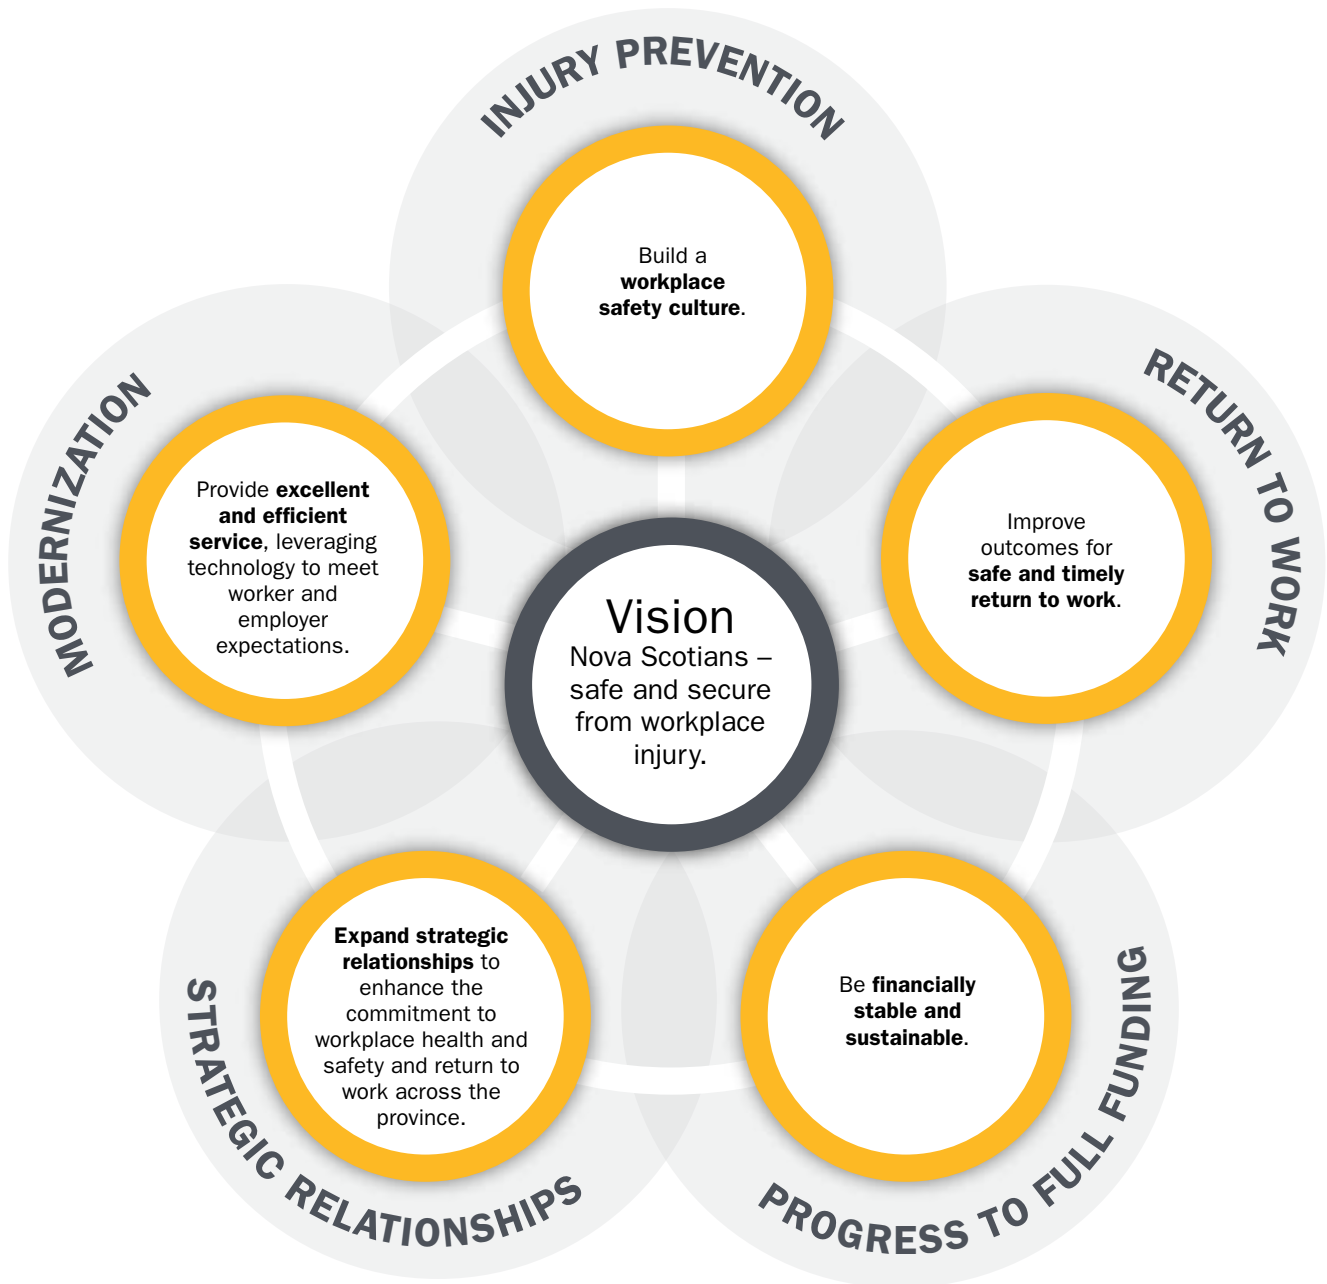 INJURY PREVENTION
Build a
workplace
safety culture.
RETURN TO WORK
Improve
outcomes for
safe and timely
return to work.
PROGRESS TO FULL FUNDING
Be financially
stable and
sustainable.
STRATEGIC RELATIONSHIPS
Expand strategic
relationships to
enhance the
commitment to
workplace health and
safety and return to
work across the
province.
MODERNIZATION
Provide excellent
and efficient
service, leveraging
technology to meet
worker and
employer
expectations.
Vision
Nova Scotians –
safe and secure
from workplace
injury.